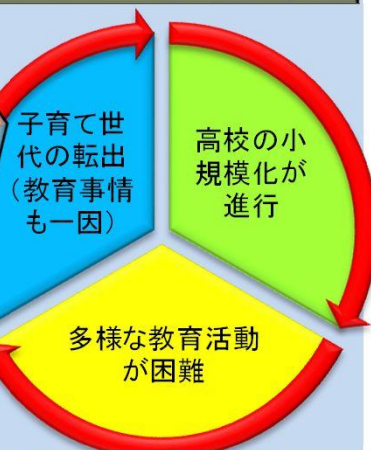 子育て世
代の転出
（教育事情
も一因）
高校の小
規模化が
進行
多様な教育活動
が困難